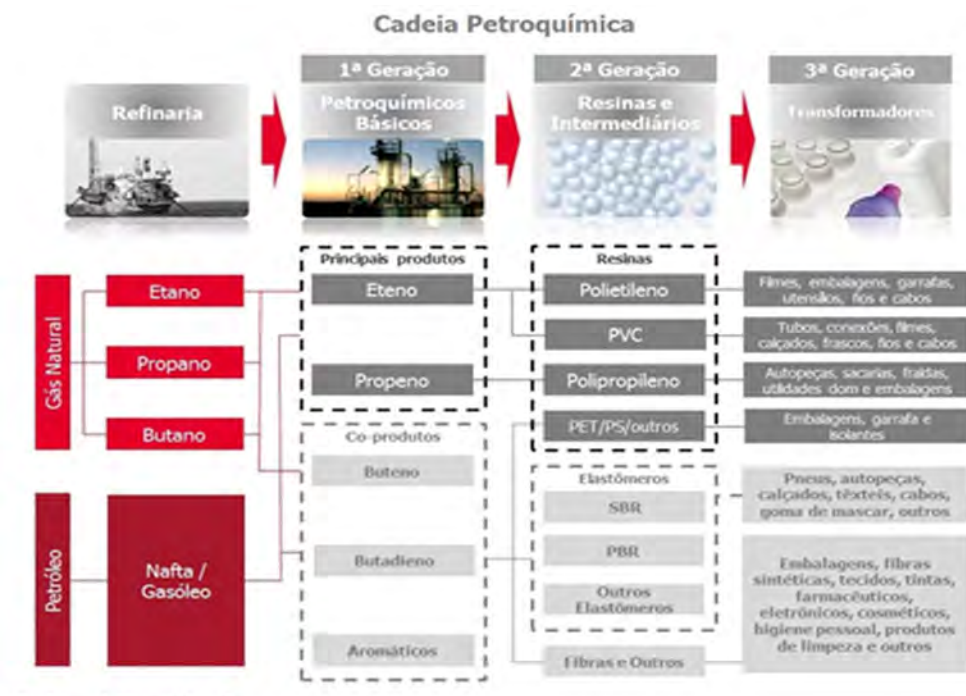 Cadeia Petroquímica
1ª Geração
2ª Geração
3ª Geração
Refinaria
Petroquímicos
Básicos
Resinas e
Intermediários
Transformadores
Principais produtos
Resinas
Gás Natural
Etano
Propano
Butano
Eteno
Propeno
Polietileno
PVC
Polipropileno
PET/PS/outros
Filmes, embalagens, garrafas,
utensílios, fios e cabos
Tubos, conexões, filmes,
calçados, frascos, fios e cabos
Autopeças, sacarias, fraldas,
utilidades dom e embalagens
Embalagens, garrafa e
isolantes
Petróleo
Nafta /
Gasóleo
Co-produtos
Buteno
Butadieno
Aromáticos
Elastômeros
SBR
PBR
Outros
Elastômeros
Fibras e Outros
Pneus, autopeças,
calçados, têxteis, cabos,
goma de mascar, outros
Embalagens, fibras
sintéticas, tecidos, tintas,
farmacêuticos,
eletrônicos, cosméticos,
higiene pessoal, produtos
de limpeza e outros